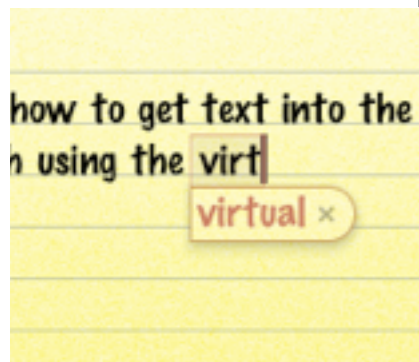 how to get text into the
h using the virt
virtual ×